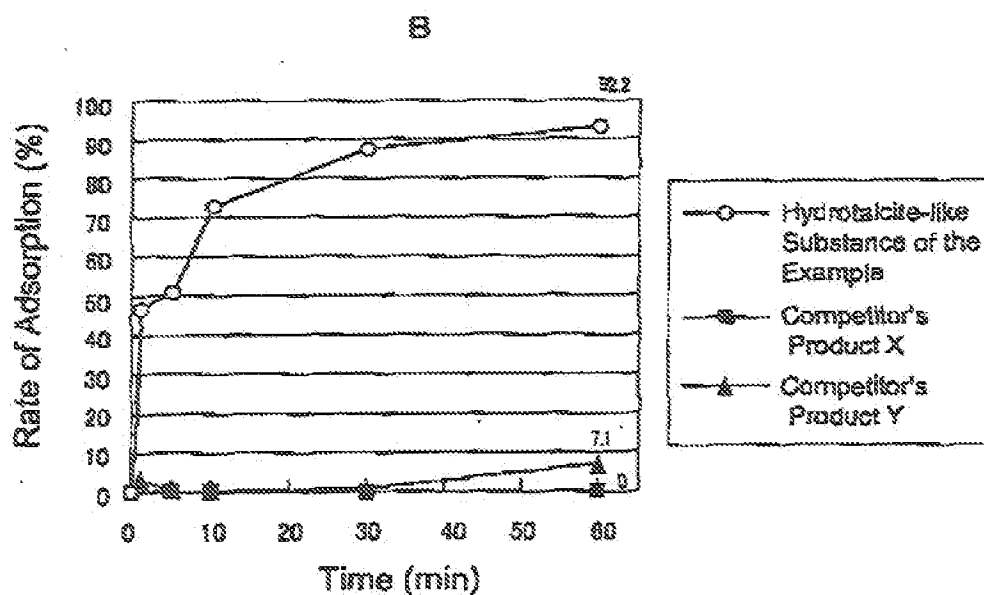 B
Rate of Adsorption (%)
100
90
80
70
60
50
40
30
20
10
0
92.2
7.1
0
0
10
20
30
40
50
60
Time (min)
Hydrotalcite-like
Substance of the
Example
Competitor's
Product X
Competitor's
Product Y